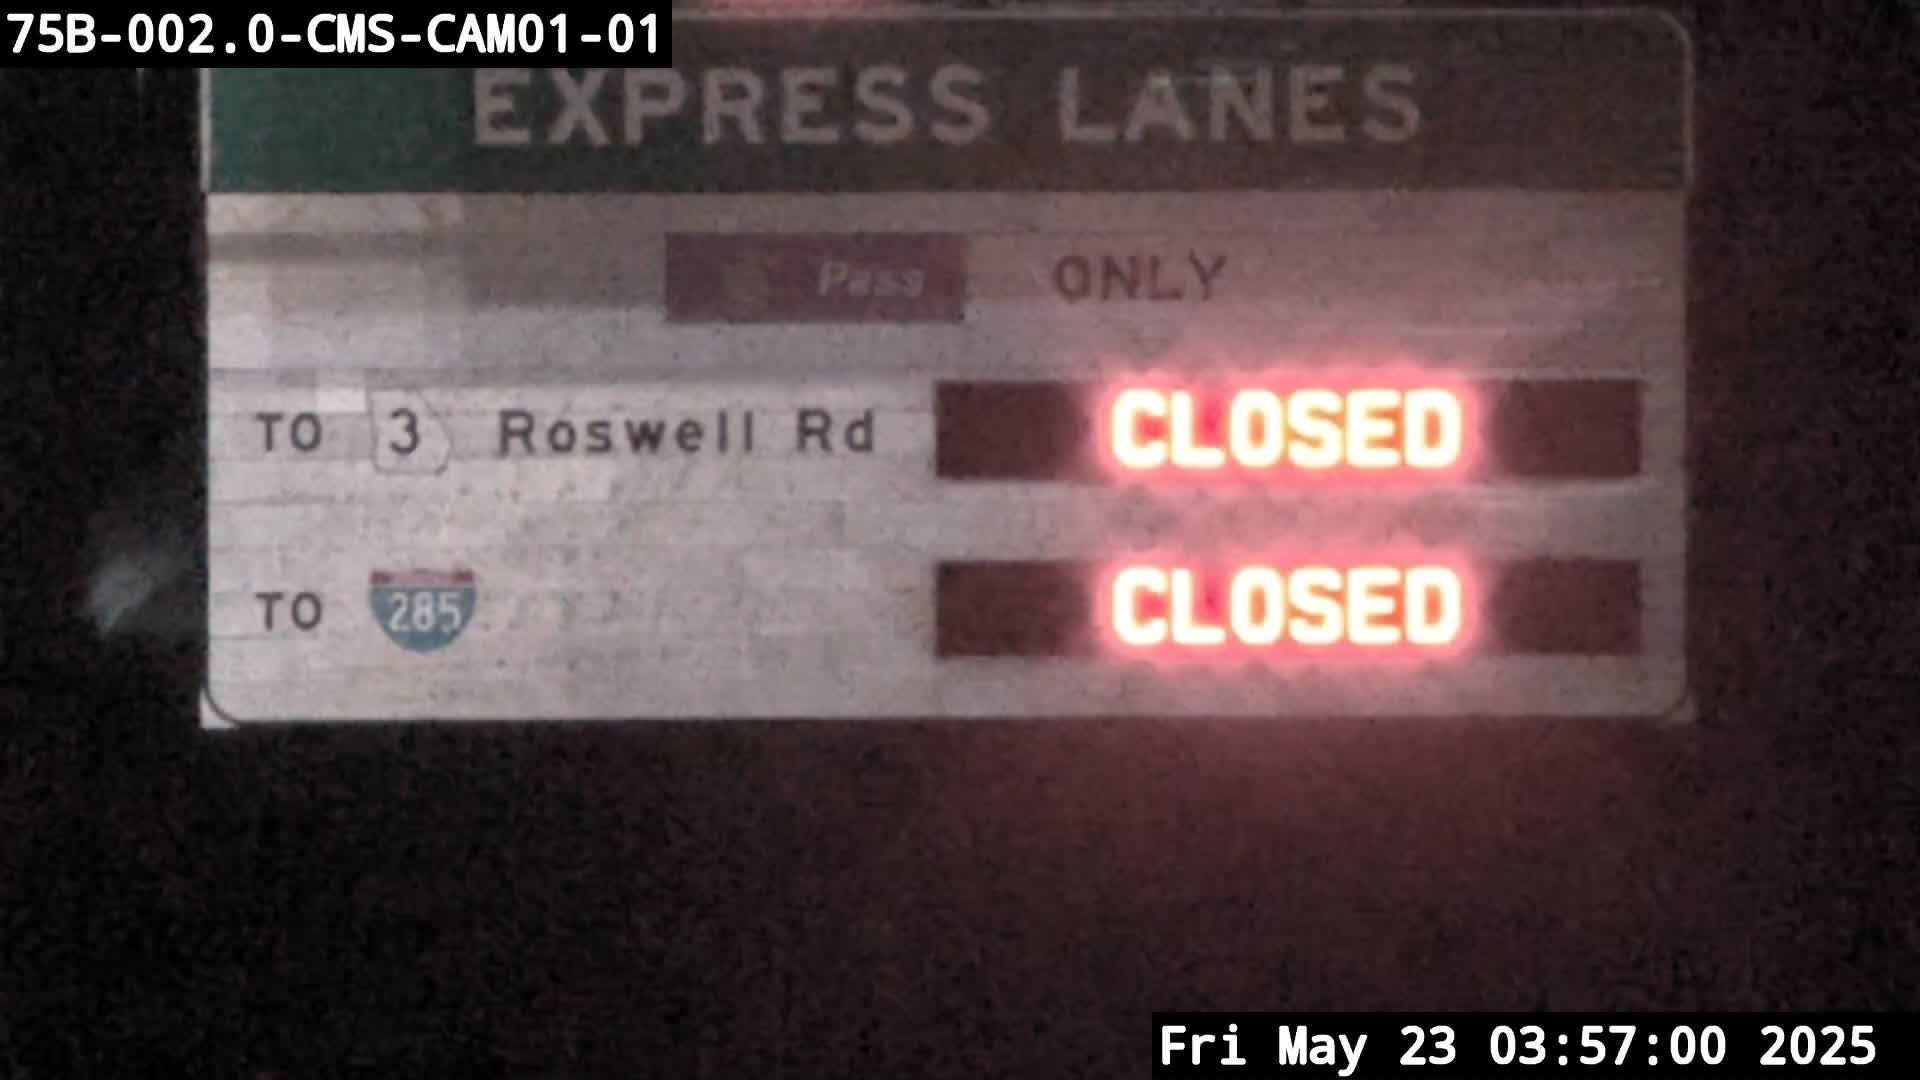 75B-002.0-CMS-CAM01-01
EXPRESS LANES
Pass ONLY
TO 3 Roswell Rd CLOSED
TO 285 CLOSED
Fri May 23 03:57:00 2025